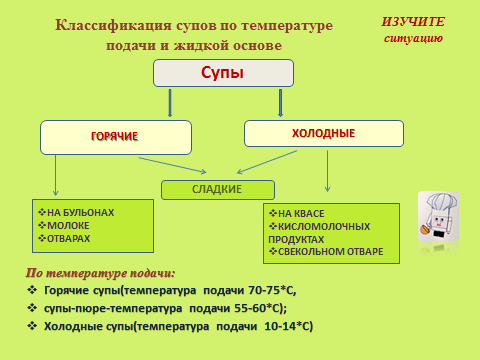 Классификация супов по температуре
подачи и жидкой основе
ИЗУЧИТЕ
ситуацию
Супы
ГОРЯЧИЕ
ХОЛОДНЫЕ
СЛАДКИЕ
❖НА БУЛЬОНАХ
❖МОЛОКЕ
❖ОТВАРАХ
❖НА КВАСЕ
❖КИСЛОМОЛОЧНЫХ
ПРОДУКТАХ
❖СВЕКОЛЬНОМ ОТВАРЕ
По температуре подачи:
❖ Горячие супы(температура подачи 70-75*С,
❖ супы-пюре-температура подачи 55-60*С);
❖ Холодные супы(температура подачи 10-14*С)